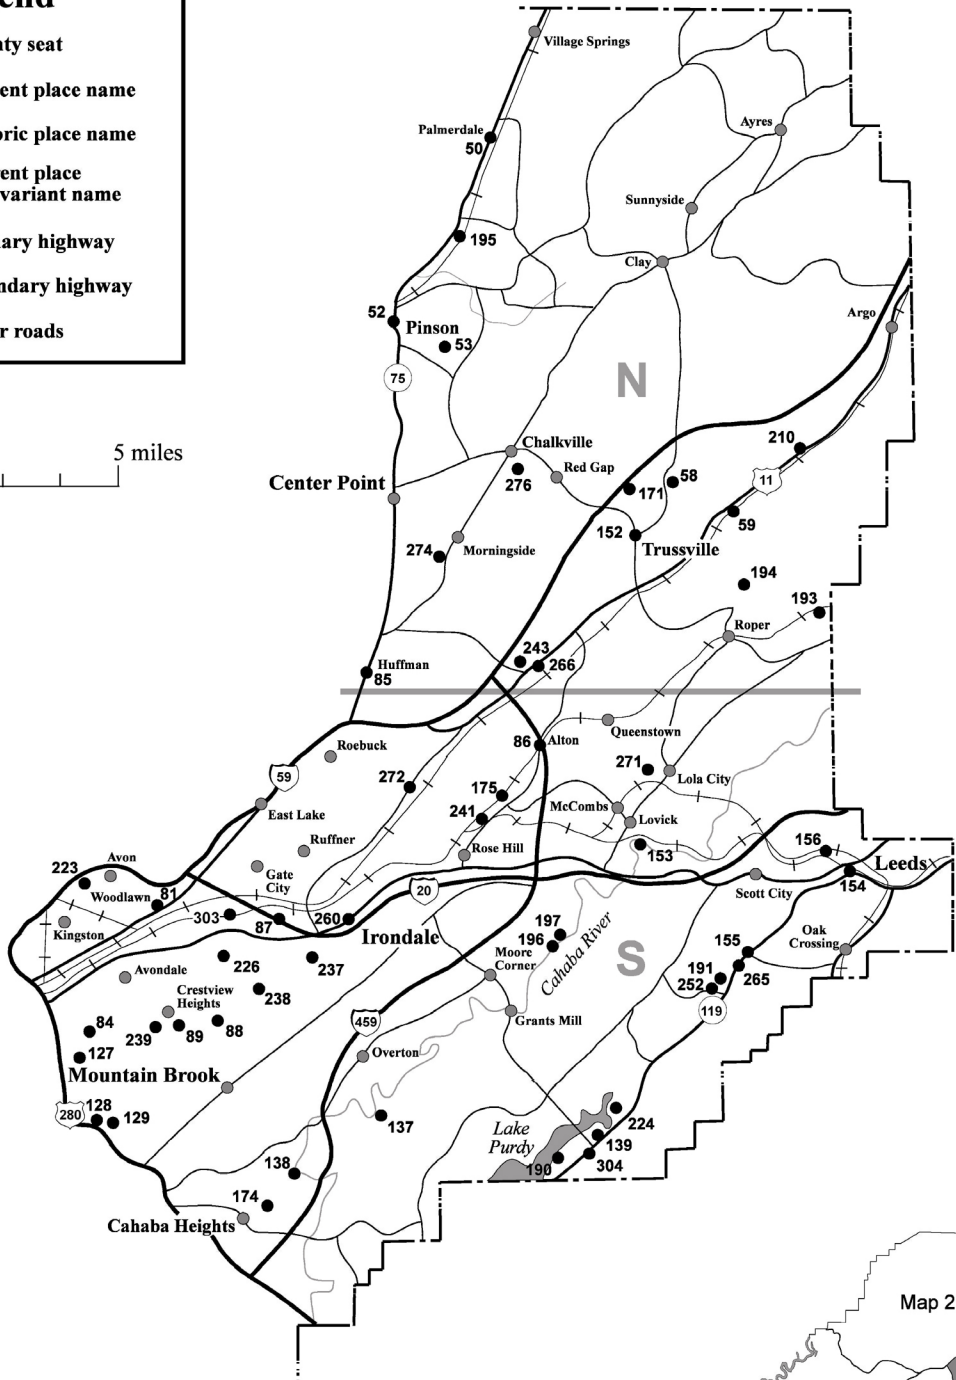 end
nty seat
ent place name
oric place name
ent place
variant name
ary highway
ndary highway
r roads
5 miles
Village Springs
Palmerdale
50
Ayres
Sunnyside
195
Clay
52
Pinson
53
Argo
75
N
Chalkville
210
Center Point
276
Red Gap
58
171
11
59
152
Trussville
274
Morningside
194
193
Roper
243
266
Huffman
85
Queenstown
86
Alton
Roebuck
271
Lola City
59
272
175
McCombs
East Lake
241
Lovick
Ruffner
Rose Hill
153
156
Leeds
Avon
223
Gate
City
Woodlawn
81
20
Scott City
154
303
87
260
Irondale
Kingston
197
196
Cahaba River
S
Oak
Crossing
226
237
Moore
Corner
155
265
Avondale
238
191
252
Crestview
Heights
119
84
239
89
88
459
Grants Mill
127
Overton
Mountain Brook
280
128
129
137
224
Lake
Purdy
139
190
304
138
174
Cahaba Heights
Map 2